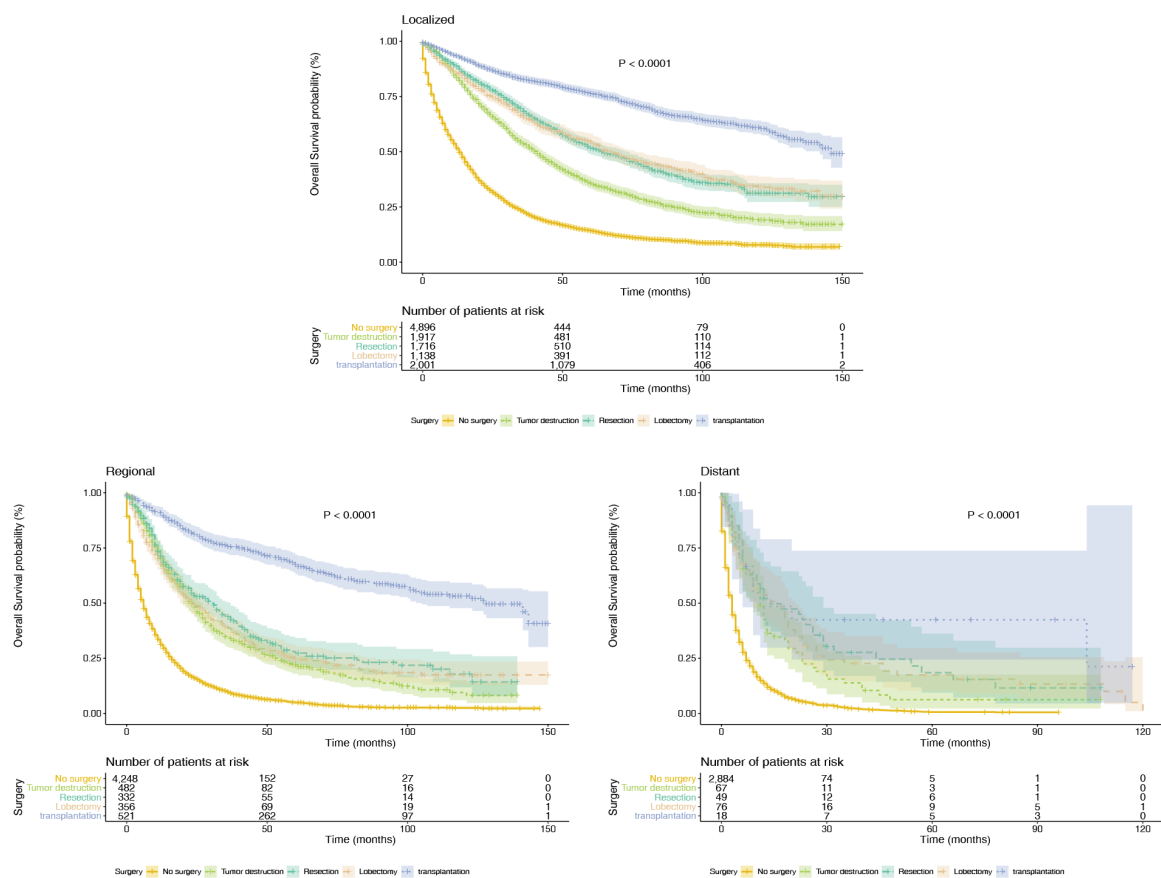 Localized
Overall Survival probability (%)
1.00
0.75
0.50
0.25
0.00
P < 0.0001
0 50 100 150
Time (months)
Number of patients at risk
Surgery
No surgery 4,896 444 79 0
Tumor destruction 1,917 481 110 1
Resection 1,716 510 114 1
Lobectomy 1,138 391 112 1
transplantation 2,001 1,079 406 2
0 50 100 150
Time (months)
Surgery No surgery Tumor destruction Resection Lobectomy transplantation
Regional
Overall Survival probability (%)
1.00
0.75
0.50
0.25
0.00
P < 0.0001
0 50 100 150
Time (months)
Number of patients at risk
Surgery
No surgery 4,248 152 27 0
Tumor destruction 482 82 16 0
Resection 332 55 14 0
Lobectomy 356 69 19 1
transplantation 521 262 97 1
0 50 100 150
Time (months)
Surgery No surgery Tumor destruction Resection Lobectomy transplantation
Distant
Overall Survival probability (%)
1.00
0.75
0.50
0.25
0.00
P < 0.0001
0 30 60 90 120
Time (months)
Number of patients at risk
Surgery
No surgery 2,884 74 5 1 0
Tumor destruction 67 11 3 1 0
Resection 49 12 6 1 0
Lobectomy 76 16 9 5 1
transplantation 18 7 5 3 0
0 30 60 90 120
Time (months)
Surgery No surgery Tumor destruction Resection Lobectomy transplantation